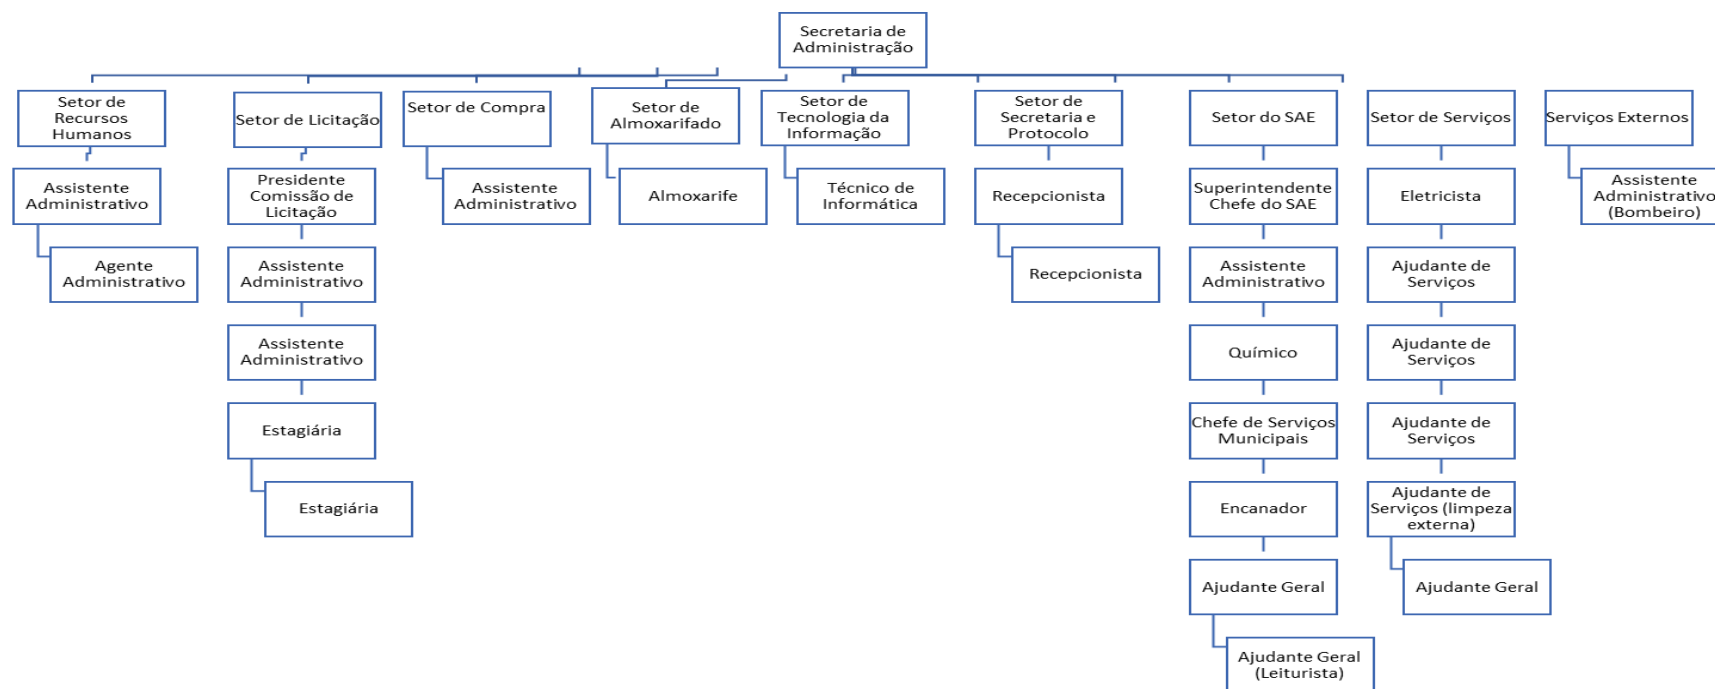 Secretaria de
Administração
Setor de
Recursos
Humanos
Setor de Licitação
Setor de Compra
Setor de
Almoxarifado
Setor de
Tecnologia da
Informação
Setor de
Secretaria e
Protocolo
Setor do SAE
Setor de Serviços
Serviços Externos
Assistente
Administrativo
Presidente
Comissão de
Licitação
Assistente
Administrativo
Almoxarife
Técnico de
Informática
Recepcionista
Superintendente
Chefe do SAE
Eletricista
Assistente
Administrativo
(Bombeiro)
Agente
Administrativo
Assistente
Administrativo
Recepcionista
Assistente
Administrativo
Ajudante de
Serviços
Assistente
Administrativo
Químico
Ajudante de
Serviços
Estagiária
Chefe de Serviços
Municipais
Ajudante de
Serviços
Estagiária
Encanador
Ajudante de
Serviços (limpeza
externa)
Ajudante Geral
Ajudante Geral
Ajudante Geral
(Leiturista)